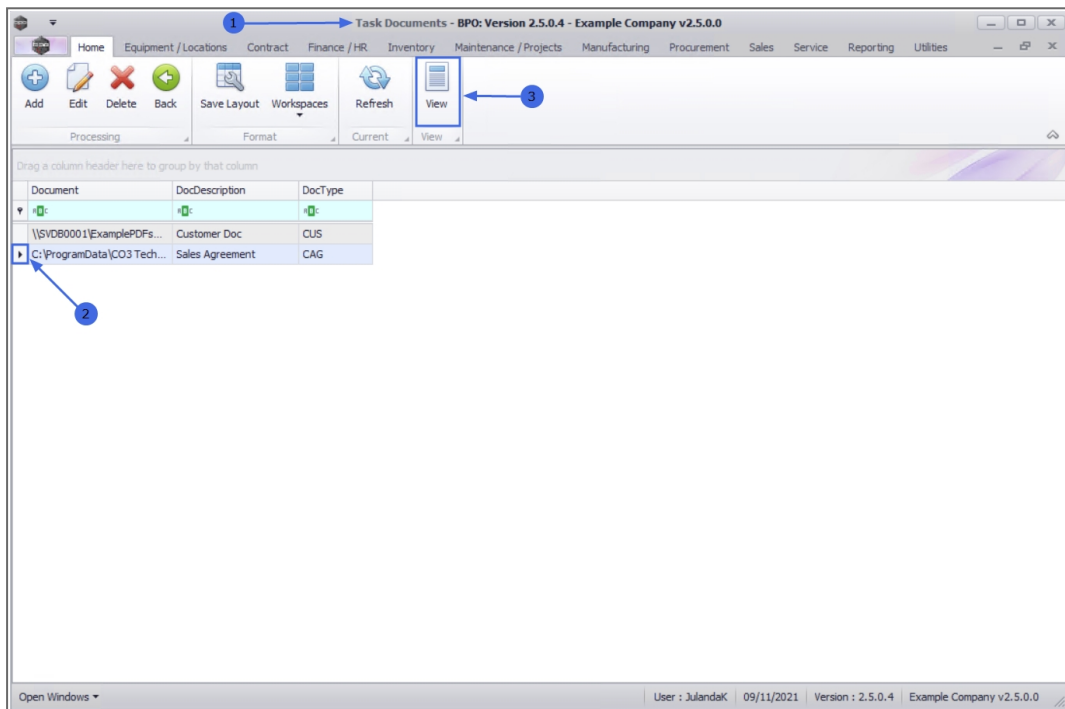 1
Task Documents - BPO: Version 2.5.0.4 - Example Company v2.5.0.0
Home Equipment / Locations Contract Finance / HR Inventory Maintenance / Projects Manufacturing Procurement Sales Service Reporting Utilities
Add Edit Delete Back Save Layout Workspaces Refresh View
3
Processing Format Current View
Drag a column header here to group by that column
Document DocDescription DocType
\\SVDB0001\ExamplePDFs... Customer Doc CUS
C:\ProgramData\CO3 Tech... Sales Agreement CAG
2
Open Windows User : JulandaK 09/11/2021 Version : 2.5.0.4 Example Company v2.5.0.0